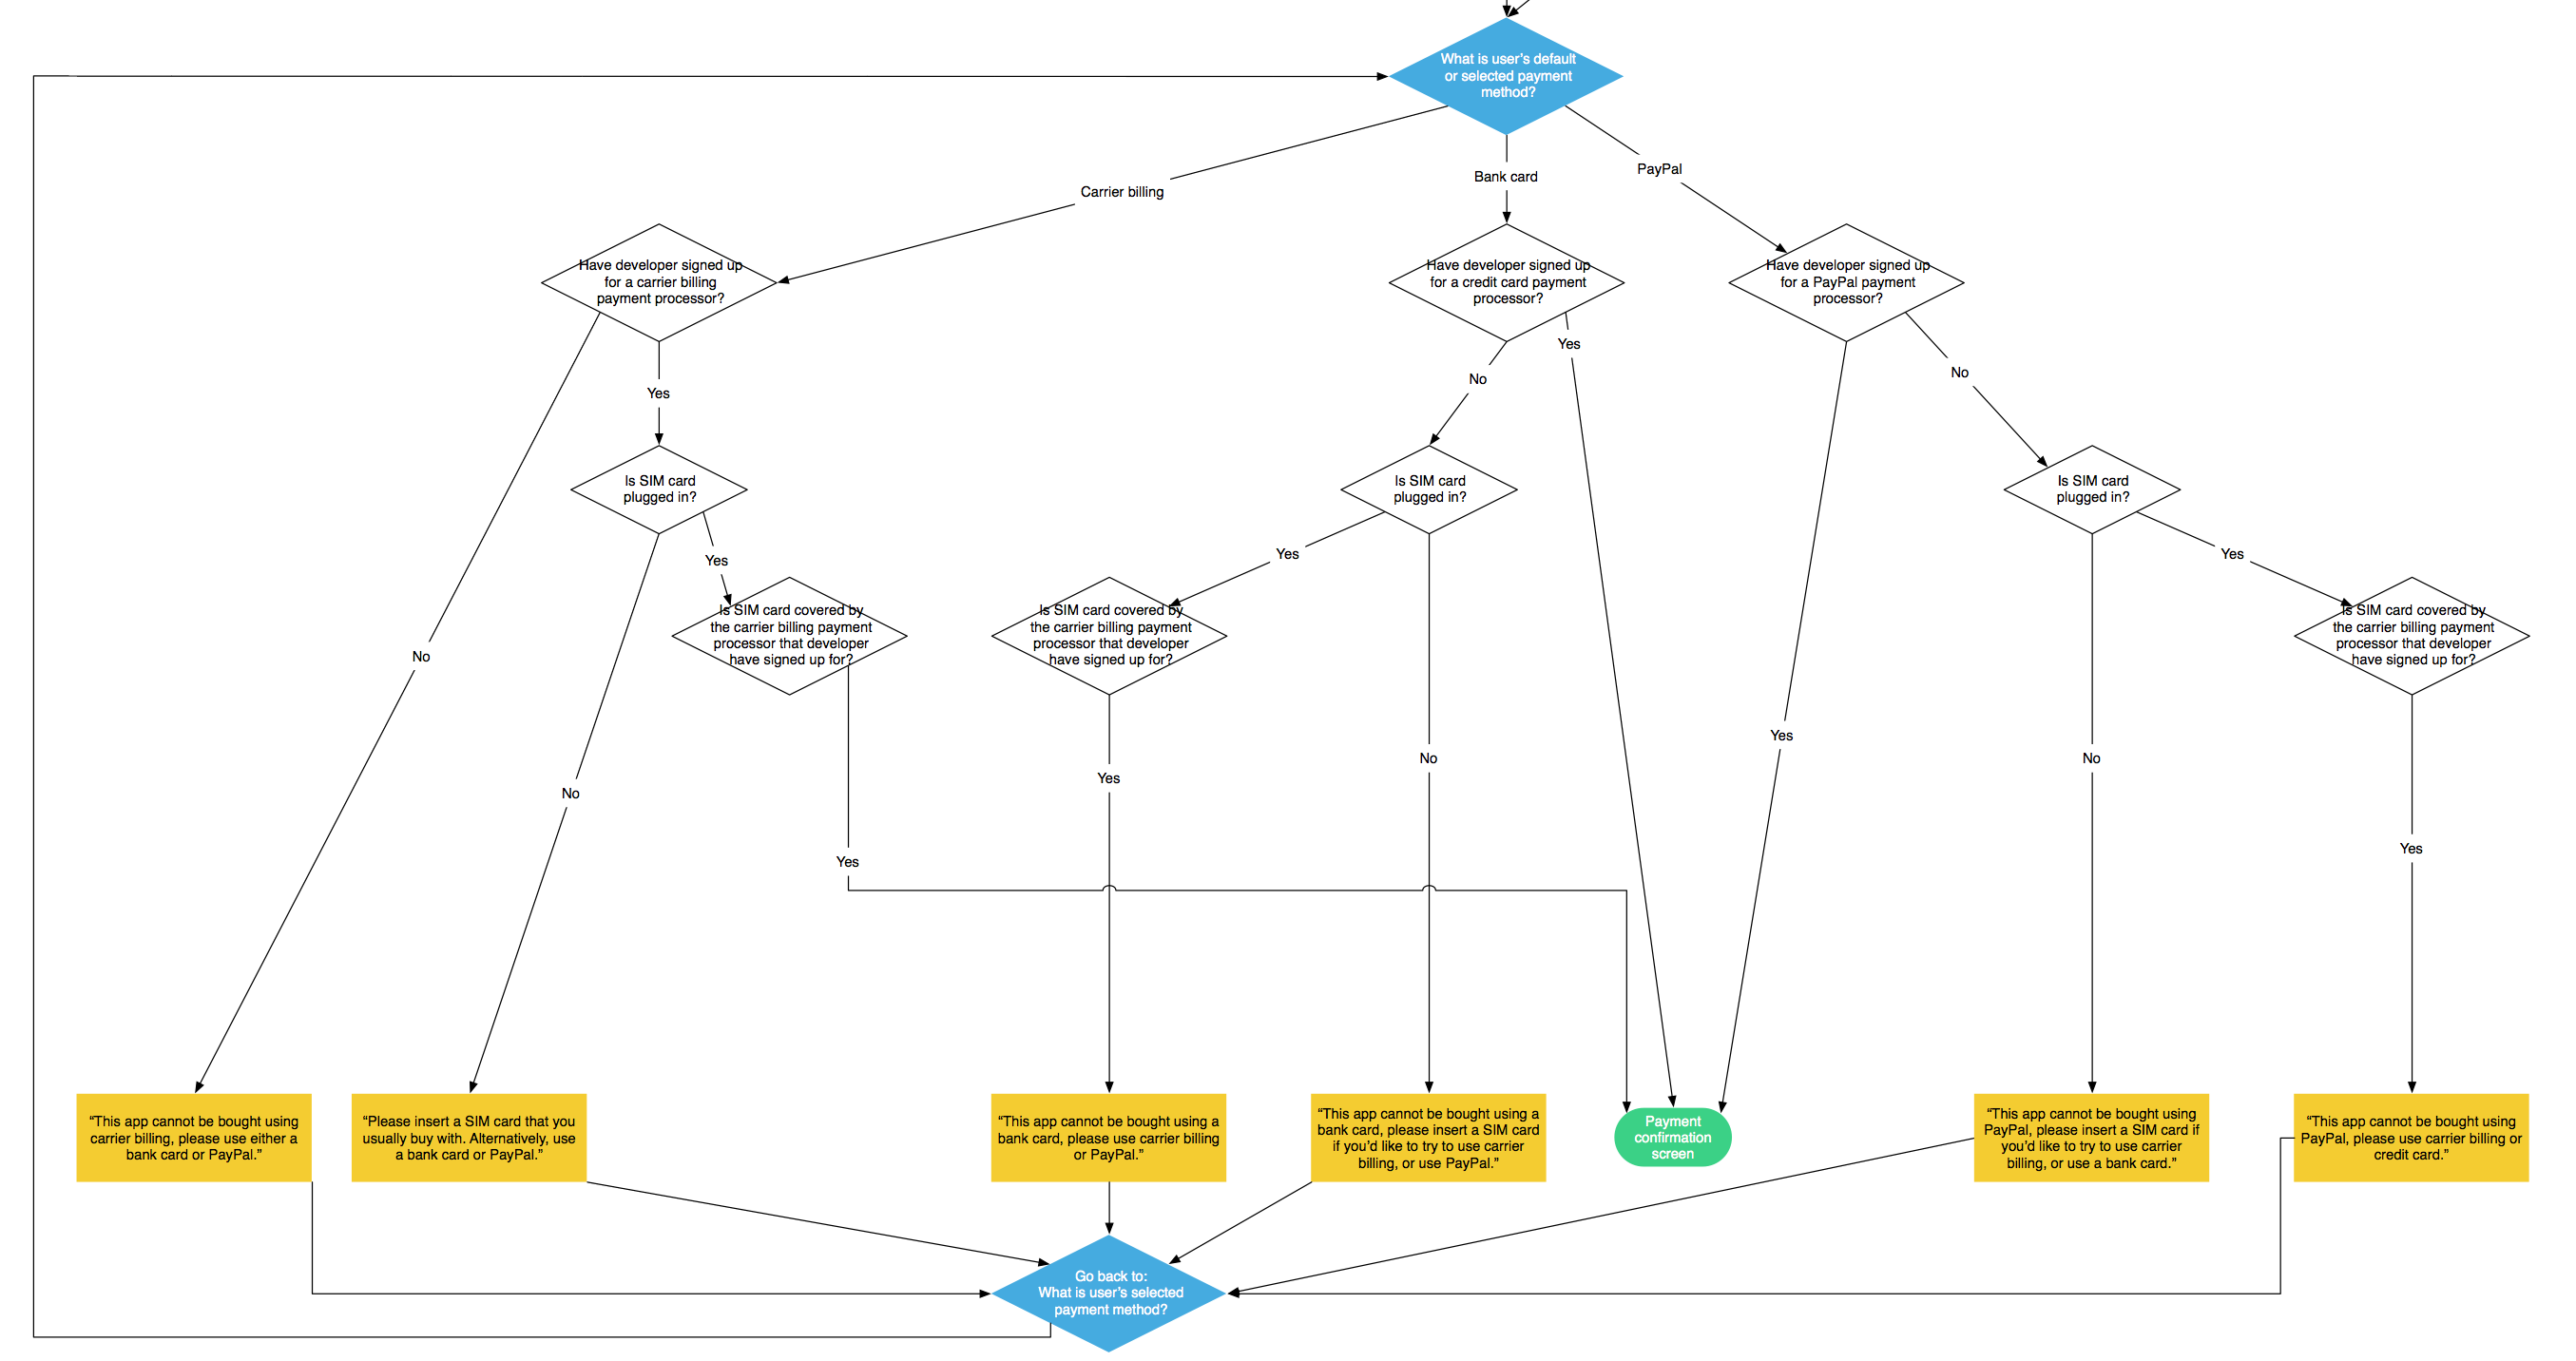 What is user's default
or selected payment
method?
Carrier billing
Bank card
PayPal
Have developer signed up
for a carrier billing
payment processor?
Have developer signed up
for a credit card payment
processor?
Have developer signed up
for a PayPal payment
processor?
Yes
No
No
Yes
Is SIM card
plugged in?
Is SIM card
plugged in?
Is SIM card
plugged in?
Yes
Yes
Yes
Is SIM card covered by
the carrier billing payment
processor that developer
have signed up for?
Is SIM card covered by
the carrier billing payment
processor that developer
have signed up for?
Is SIM card covered by
the carrier billing payment
processor that developer
have signed up for?
No
Yes
No
No
Yes
No
Yes
Yes
“This app cannot be bought using
carrier billing, please use either a
bank card or PayPal.”
“Please insert a SIM card that you
usually buy with. Alternatively, use
a bank card or PayPal.”
“This app cannot be bought using a
bank card, please use carrier billing
or PayPal.”
“This app cannot be bought using a
bank card, please insert a SIM card
if you’d like to try to use carrier
billing, or use PayPal.”
Payment
confirmation
screen
“This app cannot be bought using
PayPal, please insert a SIM card if
you’d like to try to use carrier
billing, or use a bank card.”
“This app cannot be bought using
PayPal, please use carrier billing or
credit card.”
Go back to:
What is user’s selected
payment method?